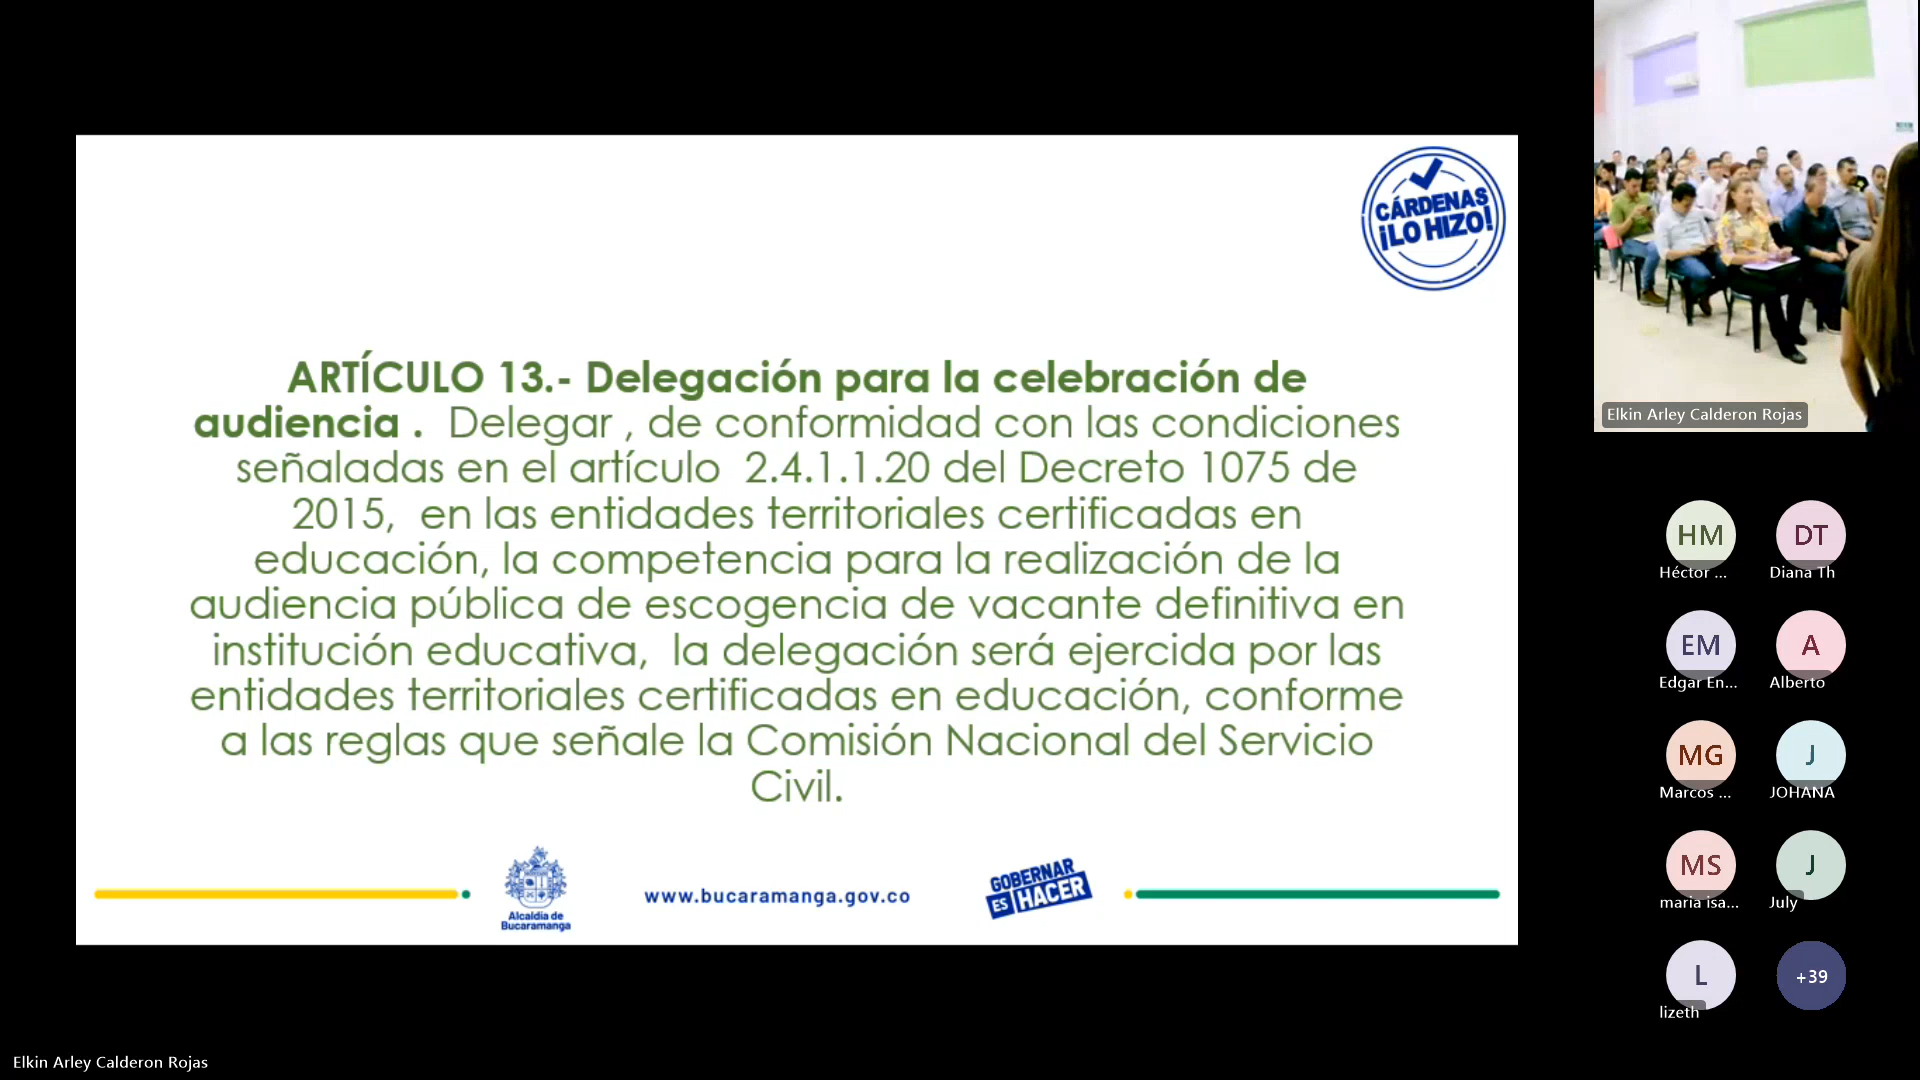 CÁRDENAS
¡LO HIZO!
ARTÍCULO 13.- Delegación para la celebración de
audiencia . Delegar , de conformidad con las condiciones
señaladas en el artículo 2.4.1.1.20 del Decreto 1075 de
2015, en las entidades territoriales certificadas en
educación, la competencia para la realización de la
audiencia pública de escogencia de vacante definitiva en
institución educativa, la delegación será ejercida por las
entidades territoriales certificadas en educación, conforme
a las reglas que señale la Comisión Nacional del Servicio
Civil.
Alcaldía de
Bucaramanga
www.bucaramanga.gov.co
GOBERNAR
ES HACER
Elkin Arley Calderon Rojas
HM
Héctor ...
DT
Diana Th
EM
Edgar En...
A
Alberto
MG
Marcos ...
J
JOHANA
MS
maria isa...
J
July
L
lizeth
+39
Elkin Arley Calderon Rojas